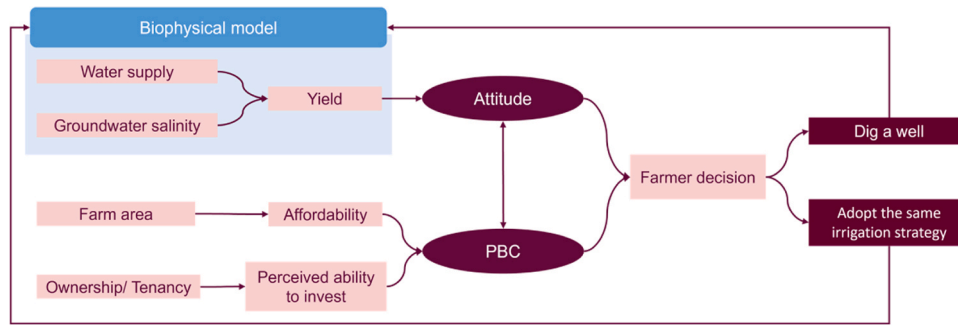 Biophysical model
Water supply
Groundwater salinity
Yield
Attitude
Farm area
Affordability
Ownership/ Tenancy
Perceived ability
to invest
PBC
Farmer decision
Dig a well
Adopt the same
irrigation strategy